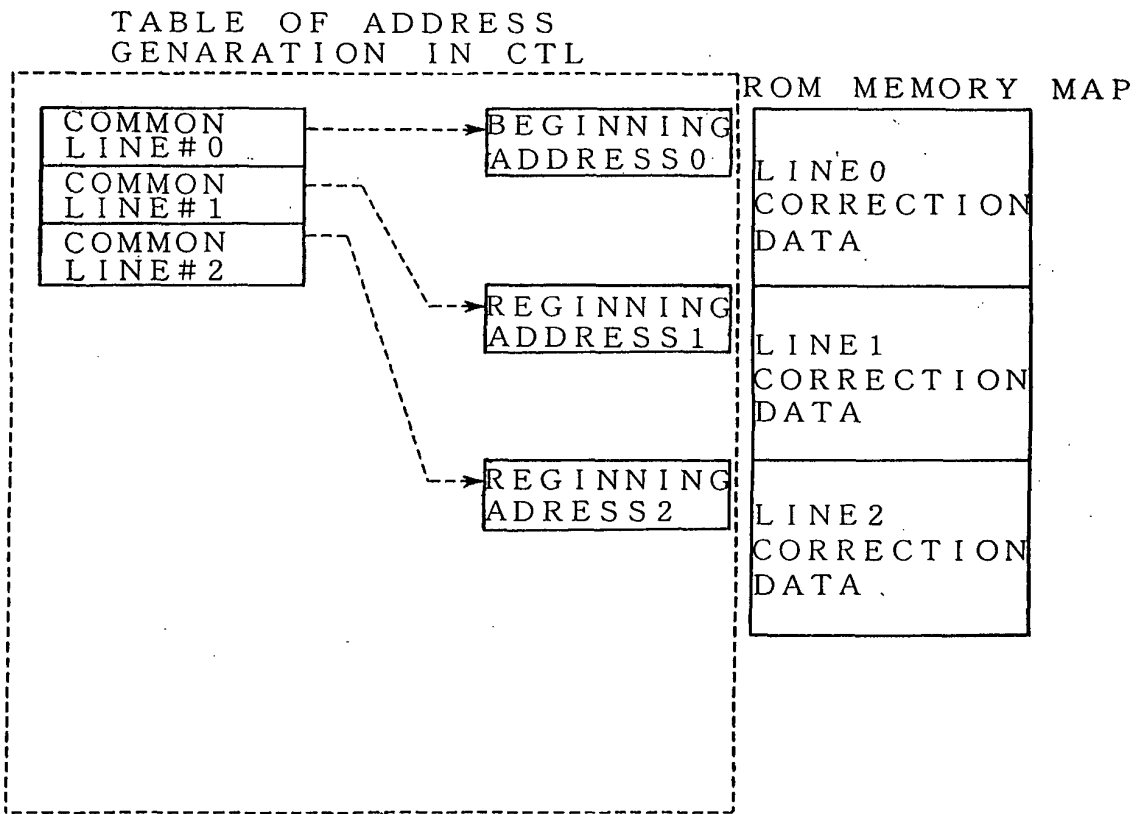 TABLE OF ADDRESS
GENARATION IN CTL
ROM MEMORY MAP
COMMON
LINE#0
COMMON
LINE#1
COMMON
LINE#2
BEGINNING
ADDRESS0
REGINNING
ADDRESS1
REGINNING
ADRESS2
LINE0
CORRECTION
DATA
LINE1
CORRECTION
DATA
LINE2
CORRECTION
DATA